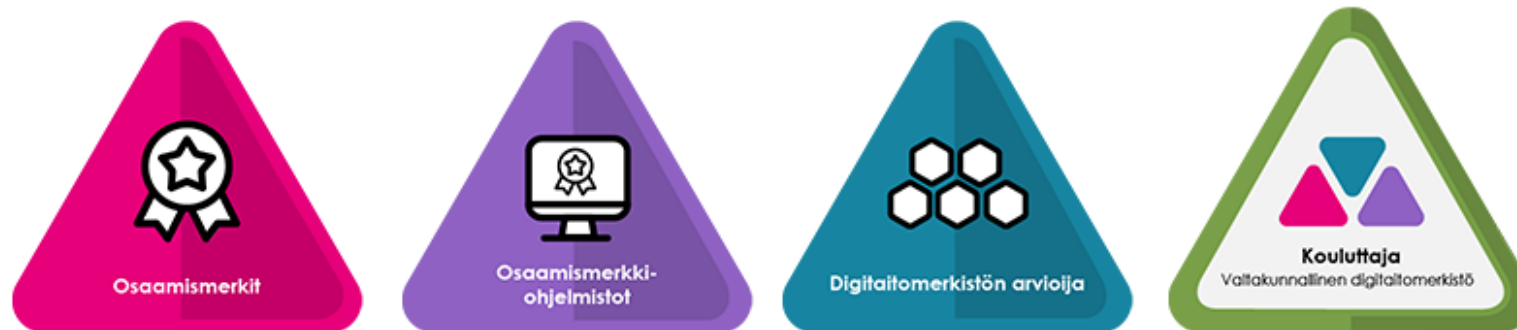 Osaamismerkit
Osaamismerkki-
ohjelmistot
Digitaitomerkistön arvioija
Kouluttaja
Valtakunnallinen digitaitomerkistö